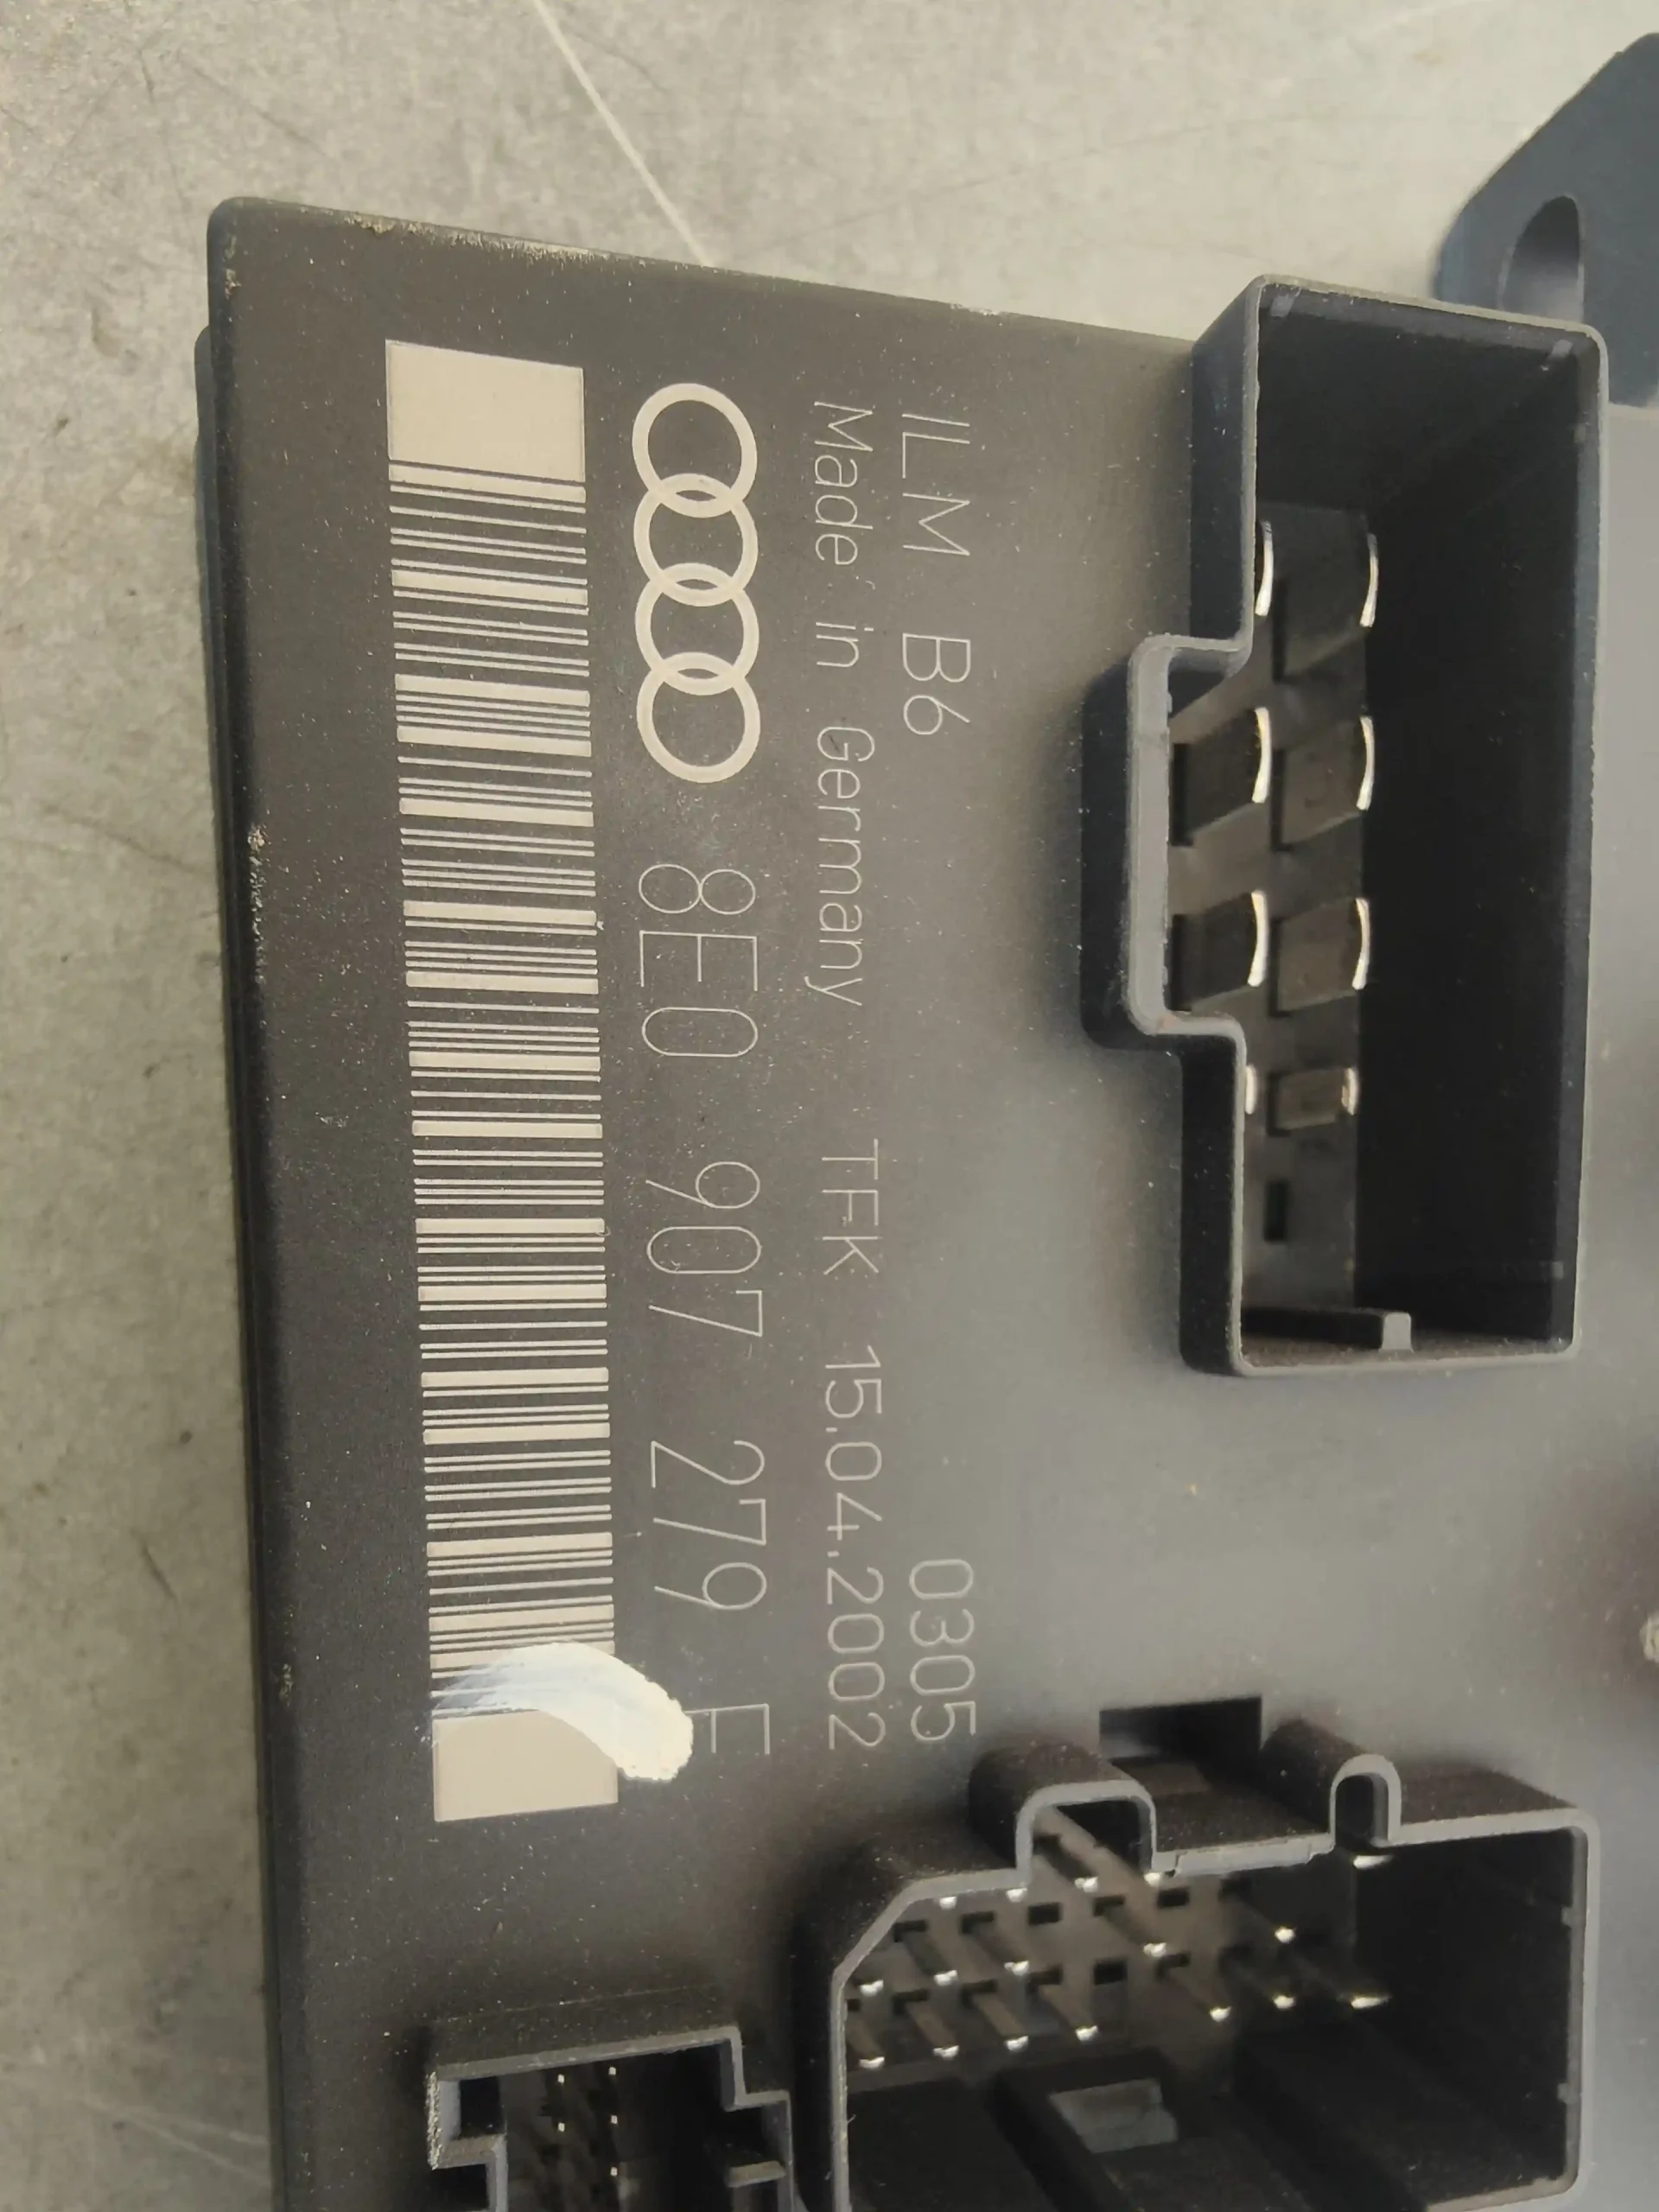 ILM B6 0305
Made in Germany TFK 15.04.2002
8E0 907 279